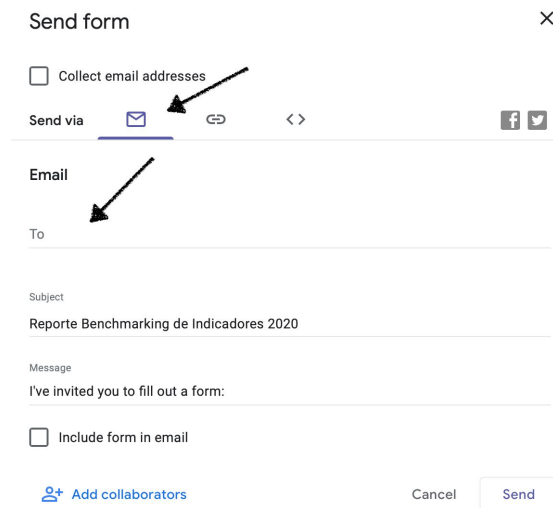 Send form
Collect email addresses
Send via
Email
To
Subject
Reporte Benchmarking de Indicadores 2020
Message
I've invited you to fill out a form:
Include form in email
Add collaborators Cancel Send